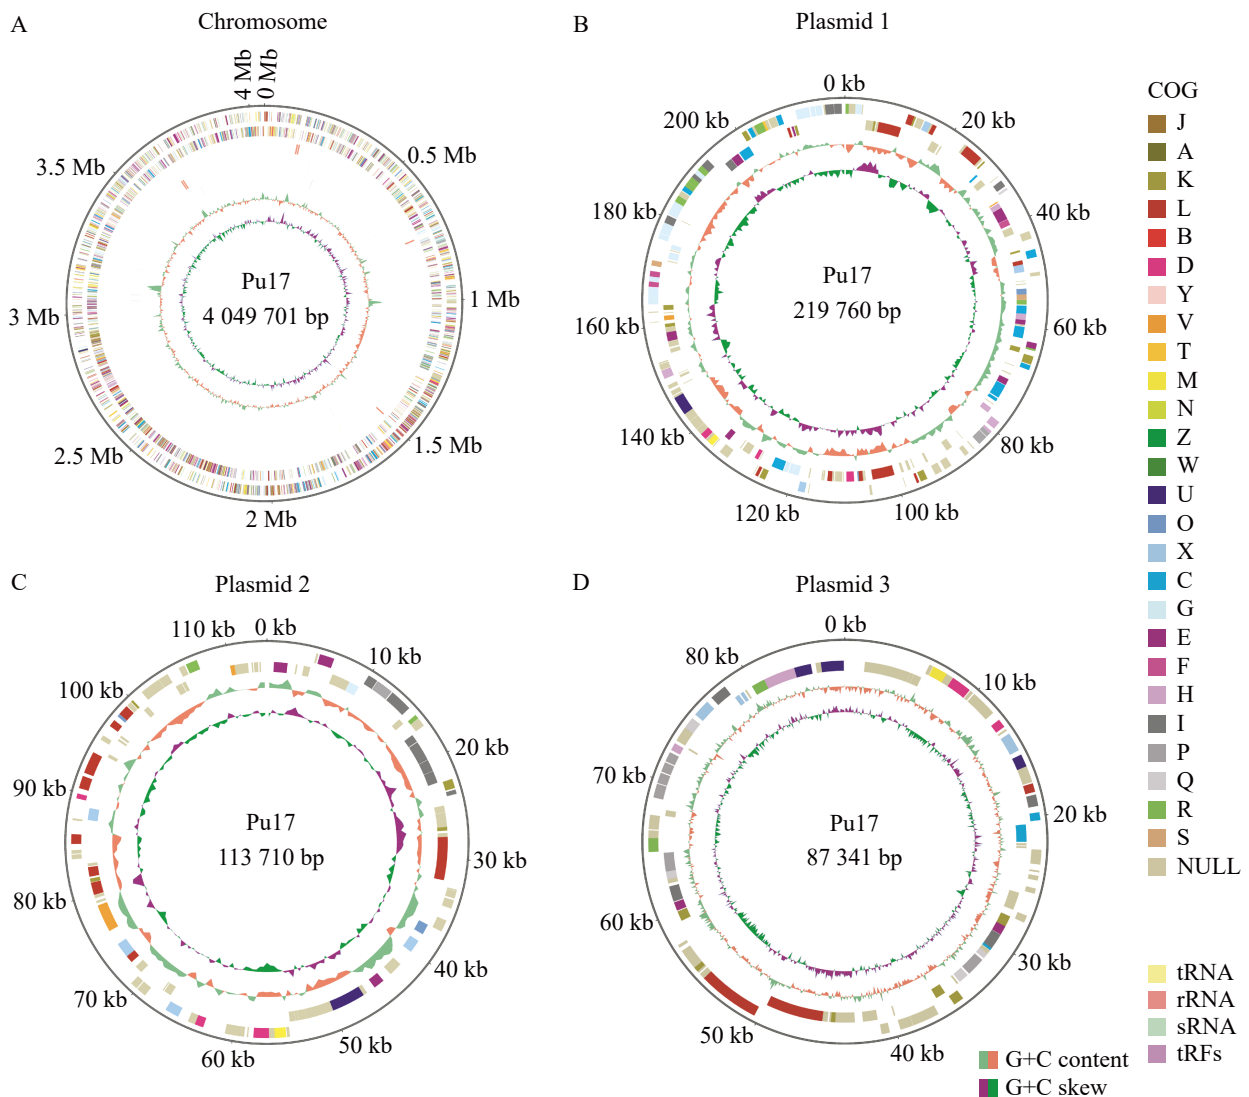 A
Chromosome
4 Mb
0 Mb
0.5 Mb
1 Mb
1.5 Mb
2 Mb
2.5 Mb
3 Mb
3.5 Mb
Pu17
4 049 701 bp
B
Plasmid 1
0 kb
20 kb
40 kb
60 kb
80 kb
100 kb
120 kb
140 kb
160 kb
180 kb
200 kb
Pu17
219 760 bp
C
Plasmid 2
0 kb
10 kb
20 kb
30 kb
40 kb
50 kb
60 kb
70 kb
80 kb
90 kb
100 kb
110 kb
Pu17
113 710 bp
D
Plasmid 3
0 kb
10 kb
20 kb
30 kb
40 kb
50 kb
60 kb
70 kb
80 kb
Pu17
87 341 bp
COG
J
A
K
L
B
D
Y
V
T
M
N
Z
W
U
O
X
C
G
E
F
H
I
P
Q
R
S
NULL
tRNA
rRNA
sRNA
tRFs
G+C content
G+C skew